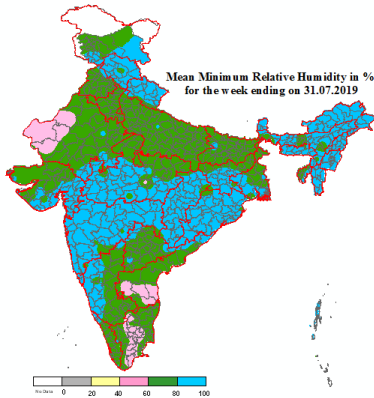 Mean Minimum Relative Humidity in %
for the week ending on 31.07.2019
No Data 20 40 60 80 100